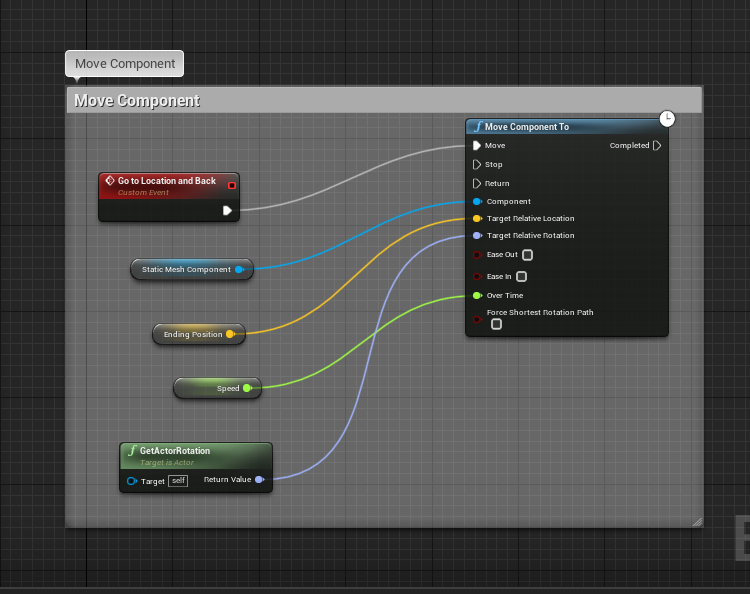 Move Component
Move Component
Move Component To
Move
Completed
Stop
Return
Component
Target Relative Location
Target Relative Rotation
Ease Out
Ease In
Over Time
Force Shortest Rotation Path
Go to Location and Back
Custom Event
Static Mesh Component
Ending Position
Speed
GetActorRotation
Target is Actor
Target self
Return Value